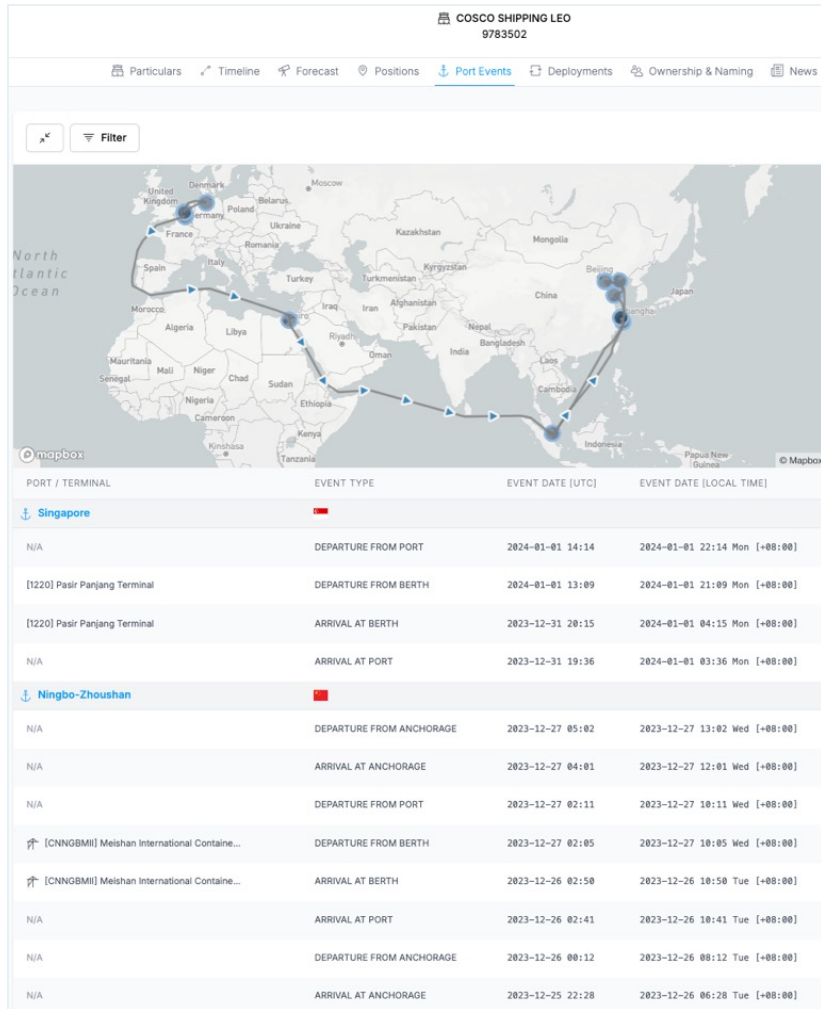 COSCO SHIPPING LEO
9783502
Particulars Timeline Forecast Positions Port Events Deployments Ownership & Naming News
Filter
Moscow
Denmark
United
Kingdom
Belarus
Poland
ermany
Ukraine
France
Kazakhstan
Mongolia
Romania
North
tlantic
Ocean
Italy
Spain
Kyrgyzstan
Beijing
Turkey
Turkmenistan
Japan
China
Afghanistan
Morocco
Iraq
Iran
anghai
Algeria
Libya
Pakistan
Nepal
Riyadh
Bangladesh
Oman
India
Laos
Mauritania
Mali
Niger
Chad
Senegal
Sudan
Cambodia
Nigeria
Ethiopia
Cameroon
Kenya
Kinshasa
Indonesia
Tanzania
Papua New
Guinea
mapbox
© Mapbox
PORT / TERMINAL EVENT TYPE EVENT DATE [UTC] EVENT DATE [LOCAL TIME]
Singapore
N/A DEPARTURE FROM PORT 2024-01-01 14:14 2024-01-01 22:14 Mon [+08:00]
[1220] Pasir Panjang Terminal DEPARTURE FROM BERTH 2024-01-01 13:09 2024-01-01 21:09 Mon [+08:00]
[1220] Pasir Panjang Terminal ARRIVAL AT BERTH 2023-12-31 20:15 2024-01-01 04:15 Mon [+08:00]
N/A ARRIVAL AT PORT 2023-12-31 19:36 2024-01-01 03:36 Mon [+08:00]
Ningbo-Zhoushan
N/A DEPARTURE FROM ANCHORAGE 2023-12-27 05:02 2023-12-27 13:02 Wed [+08:00]
N/A ARRIVAL AT ANCHORAGE 2023-12-27 04:01 2023-12-27 12:01 Wed [+08:00]
N/A DEPARTURE FROM PORT 2023-12-27 02:11 2023-12-27 10:11 Wed [+08:00]
[CNNGBMII] Meishan International Containe... DEPARTURE FROM BERTH 2023-12-27 02:05 2023-12-27 10:05 Wed [+08:00]
[CNNGBMII] Meishan International Containe... ARRIVAL AT BERTH 2023-12-26 02:50 2023-12-26 10:50 Tue [+08:00]
N/A ARRIVAL AT PORT 2023-12-26 02:41 2023-12-26 10:41 Tue [+08:00]
N/A DEPARTURE FROM ANCHORAGE 2023-12-26 00:12 2023-12-26 08:12 Tue [+08:00]
N/A ARRIVAL AT ANCHORAGE 2023-12-25 22:28 2023-12-26 06:28 Tue [+08:00]